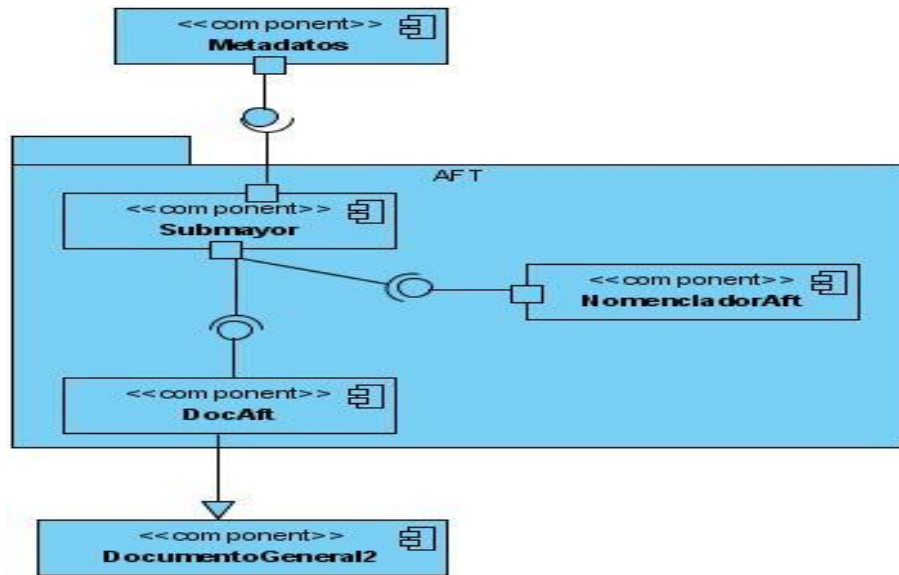 <<component>>
Metadatos
AFT
<<component>>
Submayor
<<component>>
NomencladorAft
<<component>>
DocAft
<<component>>
DocumentoGeneral2